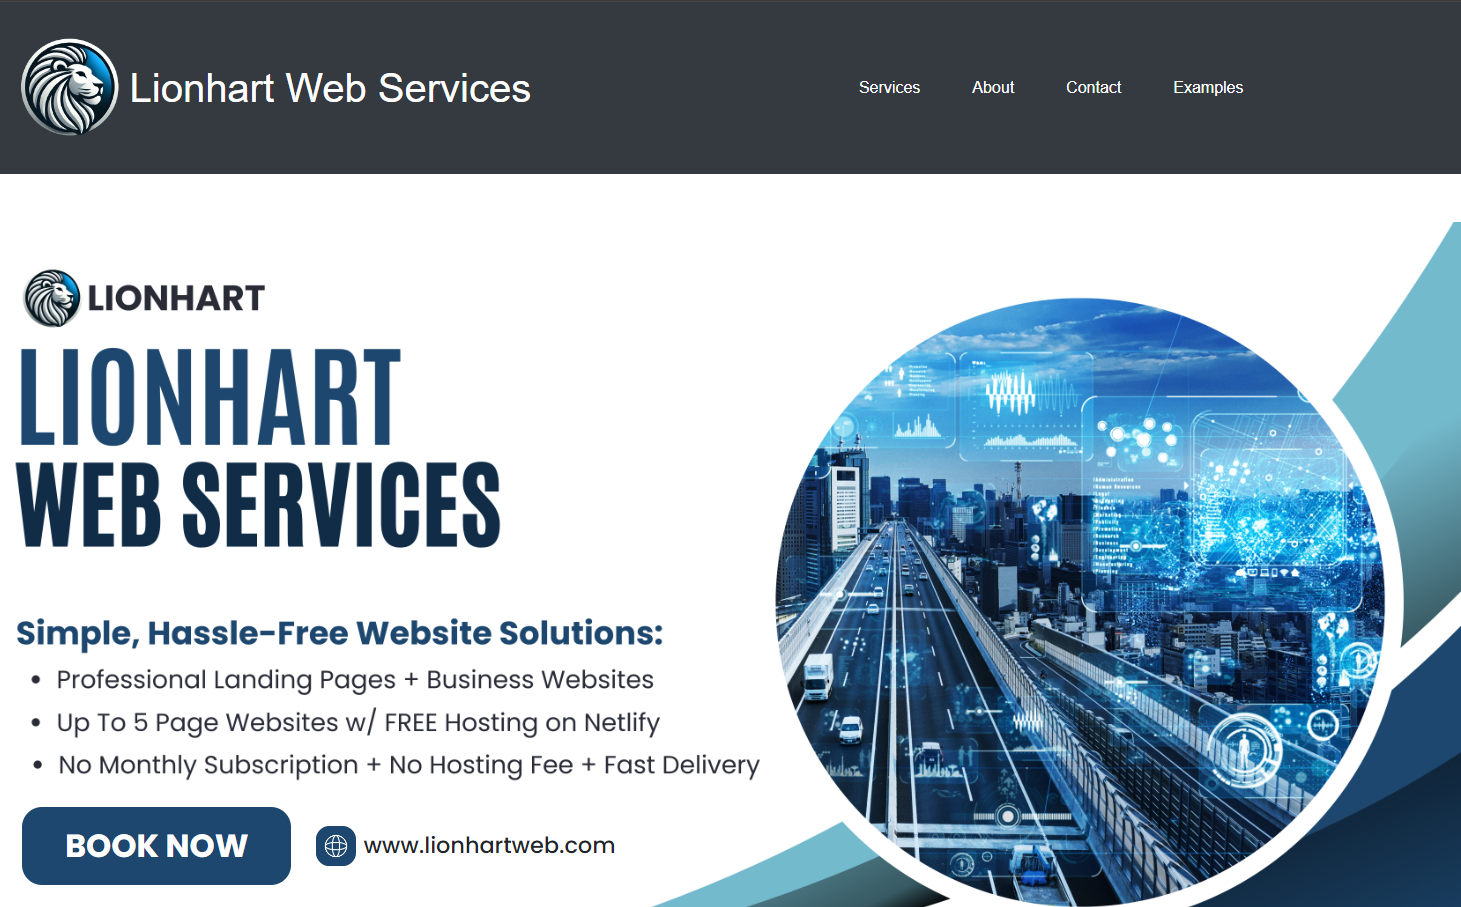 Lionhart Web Services
Services
About
Contact
Examples
LIONHART
LIONHART
WEB SERVICES
Simple, Hassle-Free Website Solutions:
• Professional Landing Pages + Business Websites
• Up To 5 Page Websites w/ FREE Hosting on Netlify
• No Monthly Subscription + No Hosting Fee + Fast Delivery
BOOK NOW
www.lionhartweb.com